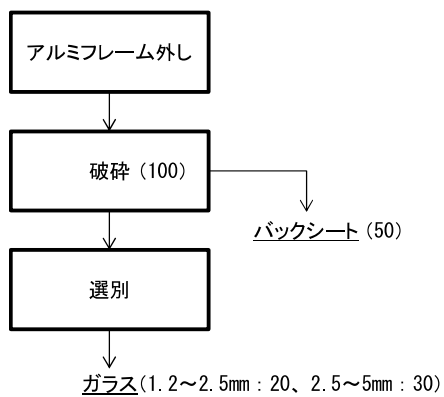 アルミフレーム外し
破砕(100)
バックシート(50)
選別
ガラス(1.2～2.5mm：20、2.5～5mm：30)